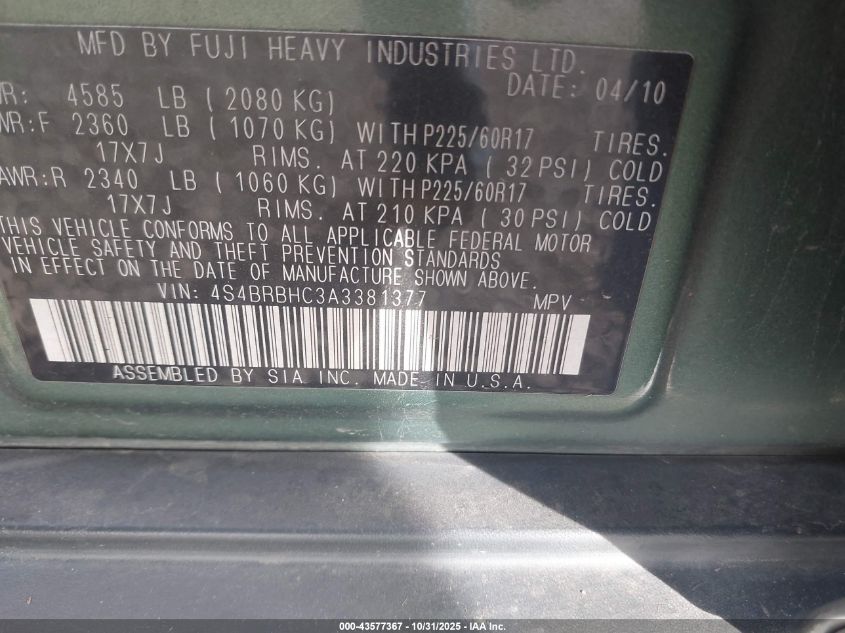 MFD BY FUJI HEAVY INDUSTRIES LTD.
DATE: 04/10
WR: 4585 LB ( 2080 KG)
WR:F 2360 LB ( 1070 KG) WITH P225/60R17 TIRES.
17X7J RIMS. AT 220 KPA ( 32 PSI) COLD
AWR:R 2340 LB ( 1060 KG) WITH P225/60R17 TIRES.
17X7J RIMS. AT 210 KPA ( 30 PSI) COLD
THIS VEHICLE CONFORMS TO ALL APPLICABLE FEDERAL MOTOR
VEHICLE SAFETY AND THEFT PREVENTION STANDARDS
IN EFFECT ON THE DATE OF MANUFACTURE SHOWN ABOVE.
VIN: 4S4BRBHC3A3381377 MPV
ASSEMBLED BY SIA INC. MADE IN U.S.A.
000-43577367 - 10/31/2025 - © IAA, Inc.